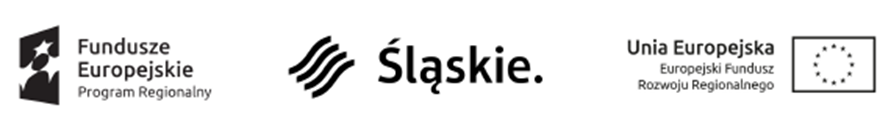 Fundusze
Europejskie
Program Regionalny
Śląskie.
Unia Europejska
Europejski Fundusz
Rozwoju Regionalnego